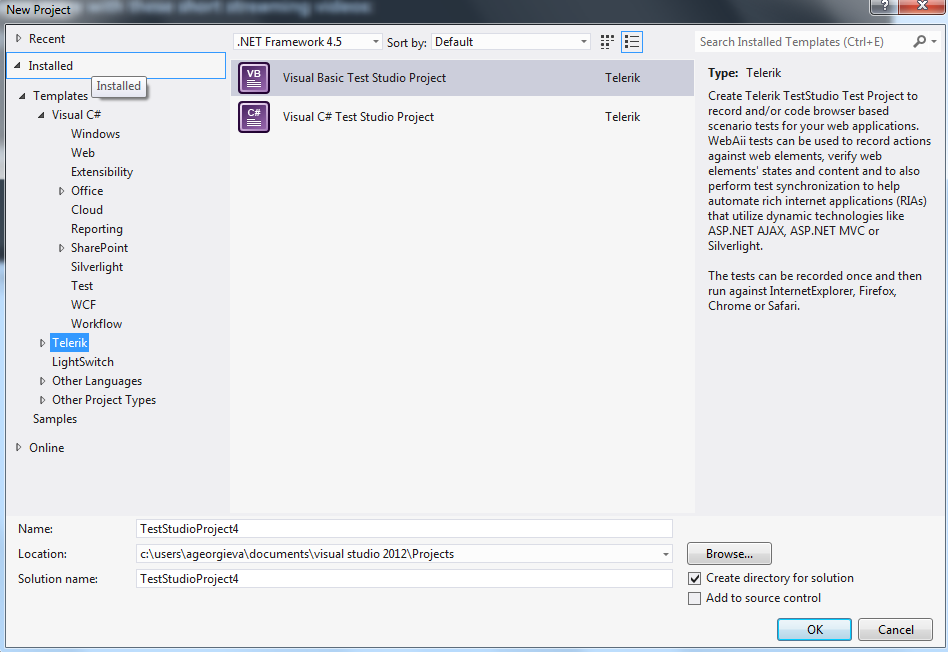 with those short streaming videos:
New Project
?
Recent
.NET Framework 4.5
Sort by:
Default
Search Installed Templates (Ctrl+E)
Installed
Installed
Templates
Visual C#
Windows
Web
Extensibility
Office
Cloud
Reporting
SharePoint
Silverlight
Test
WCF
Workflow
Telerik
LightSwitch
Other Languages
Other Project Types
Samples
Online
VB
Visual Basic Test Studio Project
Telerik
C#
Visual C# Test Studio Project
Telerik
Type: Telerik
Create Telerik TestStudio Test Project to
record and/or code browser based
scenario tests for your web applications.
WebAii tests can be used to record actions
against web elements, verify web
elements' states and content and to also
perform test synchronization to help
automate rich internet applications (RIAs)
that utilize dynamic technologies like
ASP.NET AJAX, ASP.NET MVC or
Silverlight.
The tests can be recorded once and then
run against InternetExplorer, Firefox,
Chrome or Safari.
Name:
TestStudioProject4
Location:
c:\users\ageorgieva\documents\visual studio 2012\Projects
Browse...
Solution name:
TestStudioProject4
Create directory for solution
Add to source control
OK
Cancel